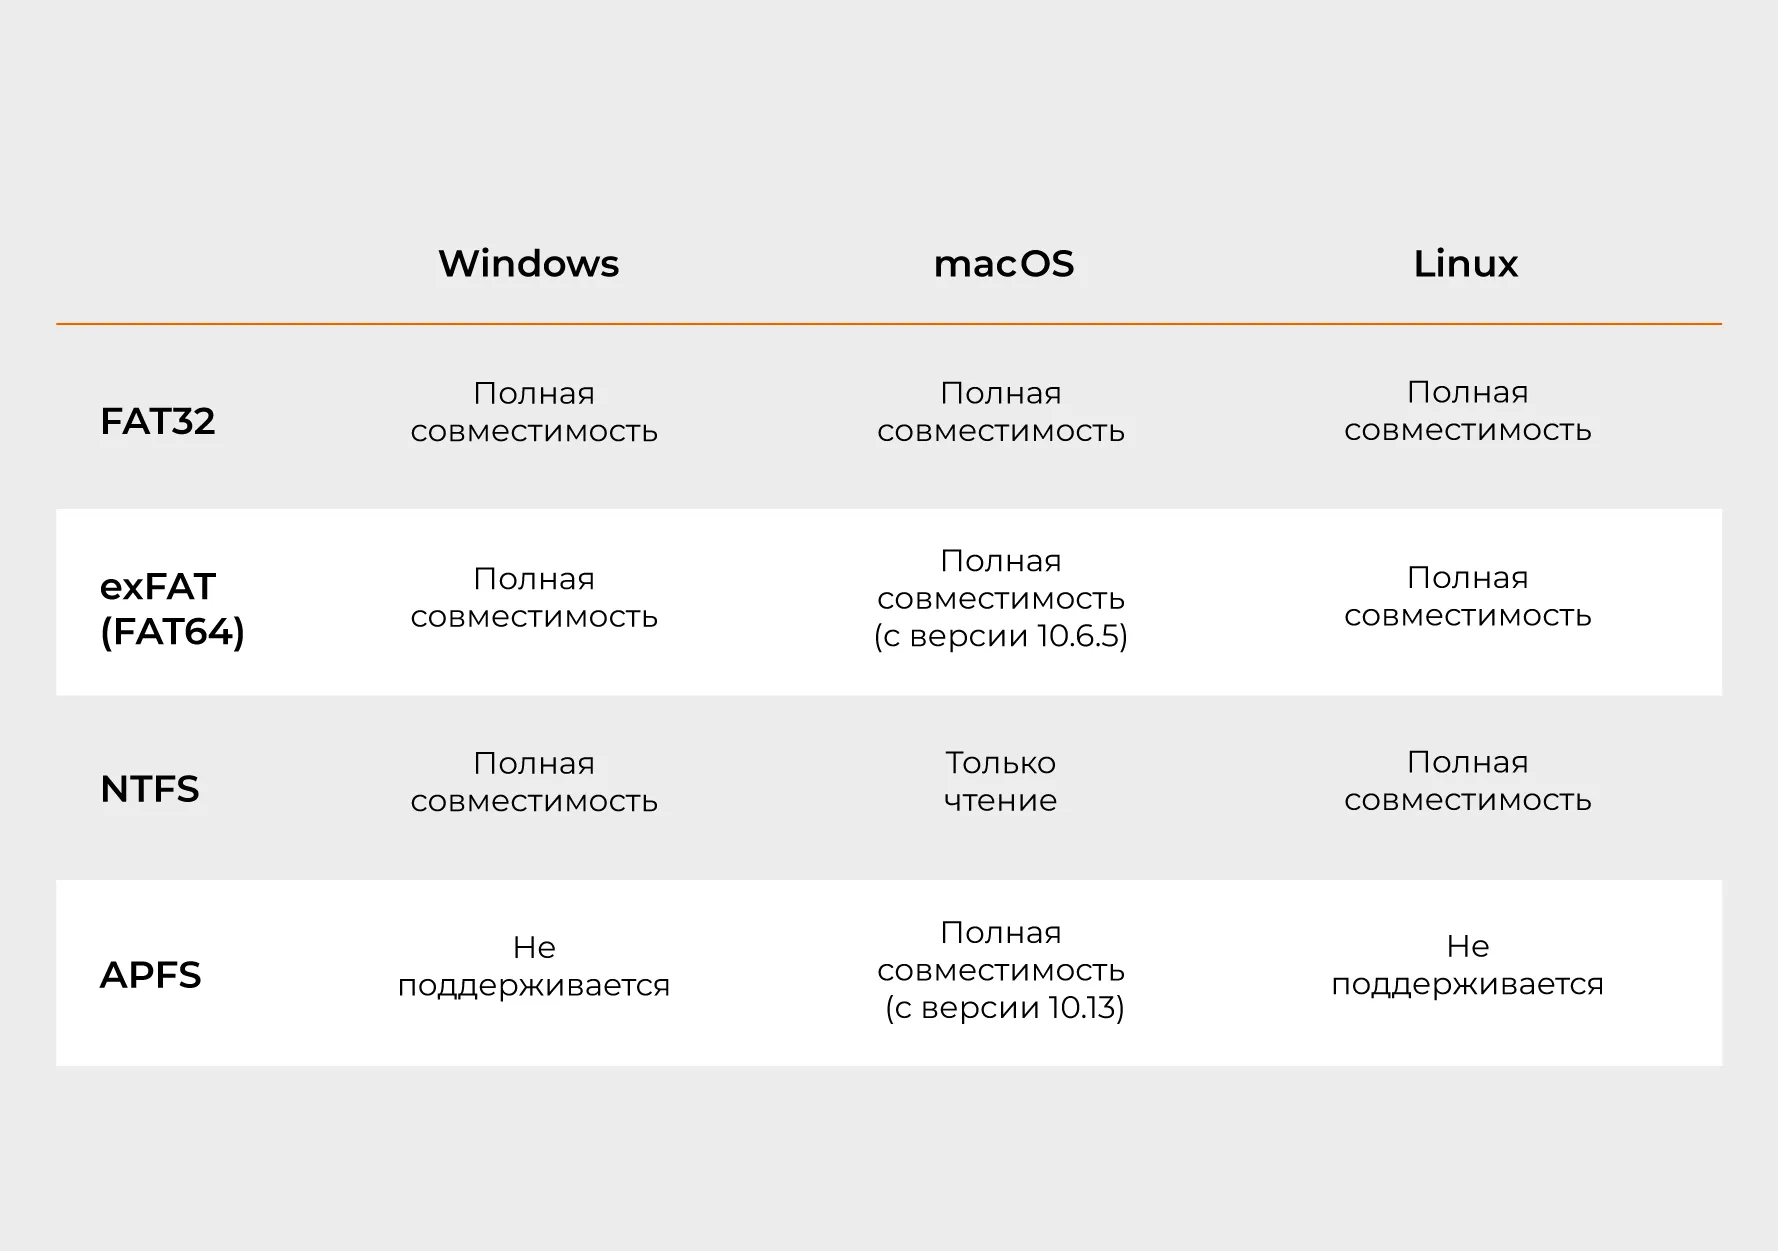 Windows
macOS
Linux
FAT32
Полная
совместимость
Полная
совместимость
Полная
совместимость
exFAT
(FAT64)
Полная
совместимость
Полная
совместимость
(с версии 10.6.5)
Полная
совместимость
NTFS
Полная
совместимость
Только
чтение
Полная
совместимость
APFS
Не
поддерживается
Полная
совместимость
(с версии 10.13)
Не
поддерживается